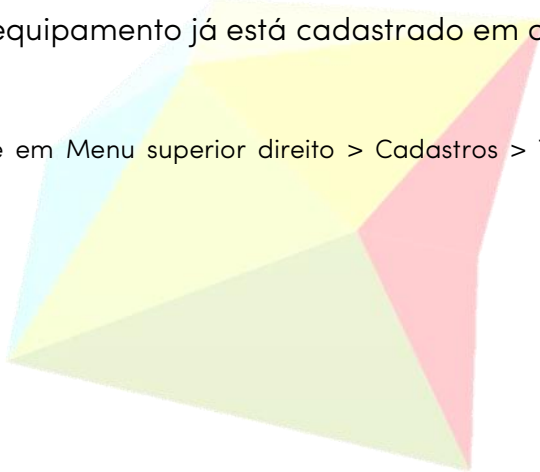 equipamento já está cadastrado em
em Menu superior direito > Cadastros >